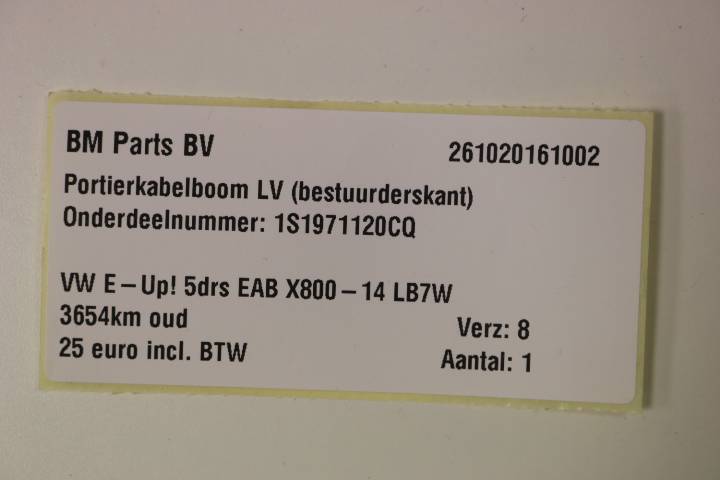 BM Parts BV 261020161002
Portierkabelboom LV (bestuurderskant)
Onderdeelnummer: 1S1971120CQ
VW E-Up! 5drs EAB X800-14 LB7W
3654km oud Verz: 8
25 euro incl. BTW Aantal: 1